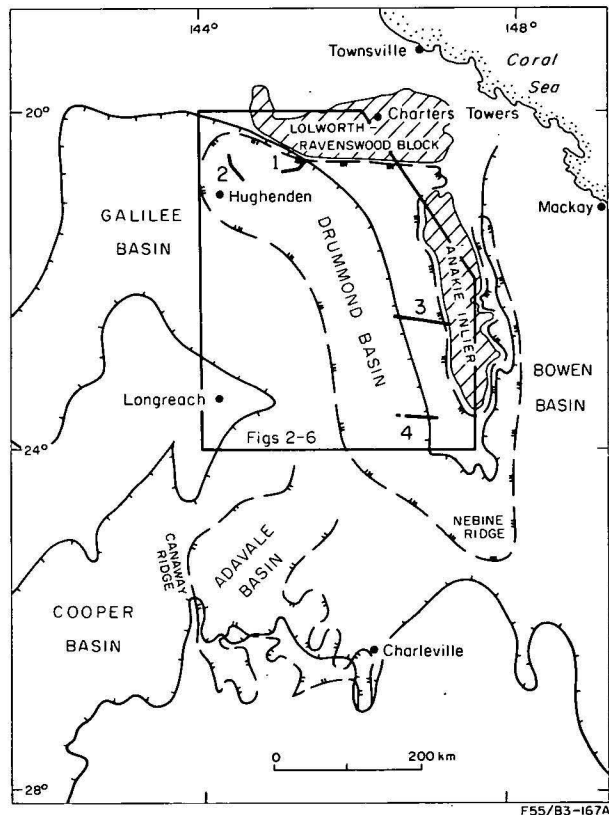 144°
148°
Townsville
Coral
Sea
20°
Charters Towers
LOLWORTH-
RAVENSWOOD BLOCK
1
2
Hughenden
Mackay
GALILEE
BASIN
DRUMMOND BASIN
ANAKIE INLIER
3
BOWEN
BASIN
Longreach
4
24°
Figs 2-6
NEBINE
RIDGE
CANAWAY
RIDGE
ADAVALE
BASIN
COOPER
BASIN
Charleville
0
200 km
28°
F55/B3-167A